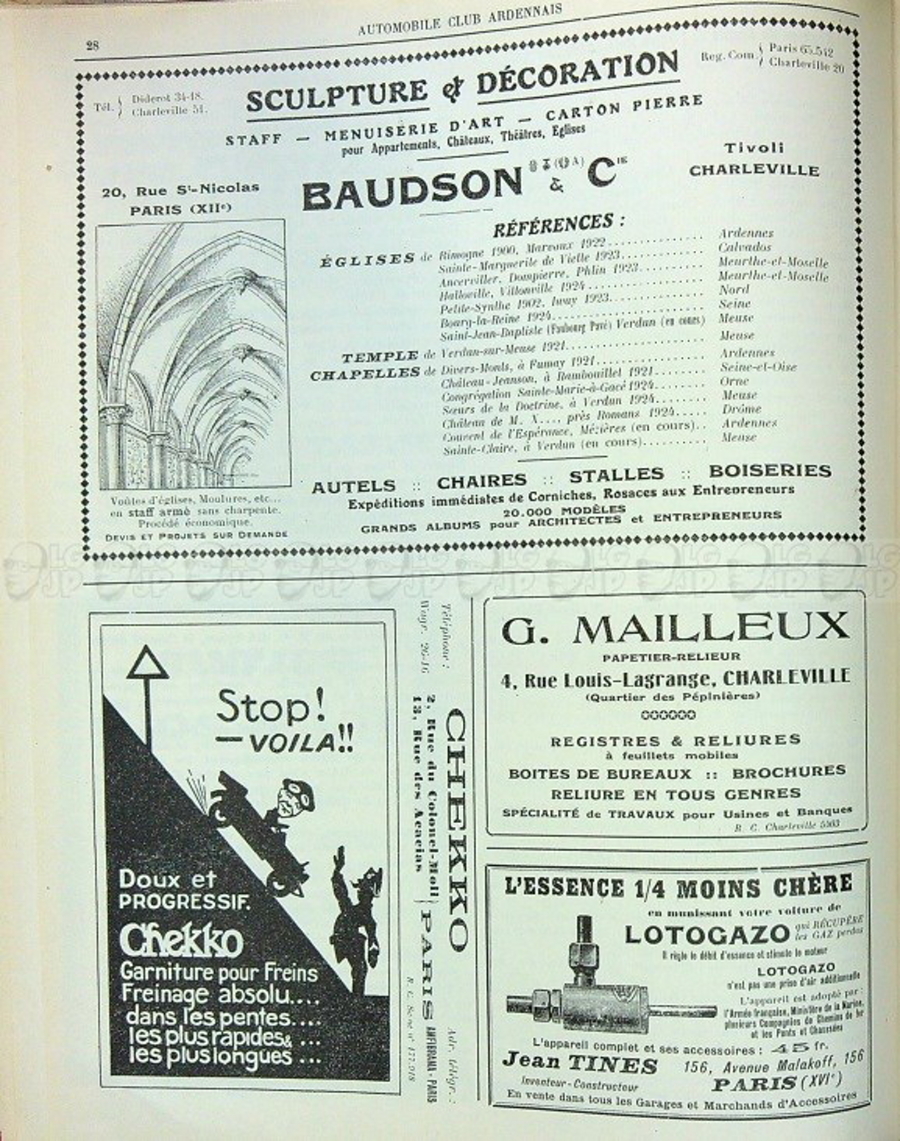 28
AUTOMOBILE CLUB ARDENNAIS
Tél. } Diderot 34-18.
Charleville 51.
SCULPTURE et DÉCORATION
Reg. Com { Paris 65.542
Charleville 20
STAFF — MENUISERIE D'ART — CARTON PIERRE
pour Appartements, Châteaux, Théâtres, Eglises
20, Rue St-Nicolas
PARIS (XIIe)
BAUDSON & Cie
Tivoli
CHARLEVILLE
RÉFÉRENCES :
ÉGLISES de Rimogne 1900, Marvaux 1922 Ardennes
Sainte-Marguerite de Viette 1923 Calvados
Ancerviller, Dompierre, Phlin 1923 Meurthe-et-Moselle
Halloville, Villonville 1924 Meurthe-et-Moselle
Petite-Synthe 1902, Iway 1923 Nord
Bourg-la-Reine 1924 Seine
Saint-Jean-Baptiste (Faubourg Pavé) Verdun (en cours) Meuse
TEMPLE de Verdun-sur-Meuse 1921 Meuse
CHAPELLES de Divers-Monts, à Fumay 1921 Ardennes
Château-Jeanson, à Rambouillet 1921 Seine-et-Oise
Congrégation Sainte-Marie-à-Gacé 1924 Orne
Sœurs de la Doctrine, à Verdun 1924 Meuse
Château de M. X..., près Romans 1924 Drôme
Couvent de l'Espérance, Mézières (en cours) Ardennes
Sainte-Claire, à Verdun (en cours) Meuse
AUTELS :: CHAIRES :: STALLES :: BOISERIES
Expéditions immédiates de Corniches, Rosaces aux Entrepreneurs
20.000 MODÈLES
GRANDS ALBUMS pour ARCHITECTES et ENTREPRENEURS
Voûtes d'églises, Moulures, etc...
en staff armé sans charpente.
Procédé économique.
DEVIS ET PROJETS SUR DEMANDE
Stop!
—VOILA!!
Doux et
PROGRESSIF.
Chekko
Garniture pour Freins
Freinage absolu....
dans les pentes....
les plus rapides & ...
les plus longues ...
Téléphone :
Wagr. 26-16
CHEKKO
2, Rue du Colonel-Moll
13, Rue des Acacias
PARIS
Adr. télégr. :
ANFIBRAMA-PARIS
R. C. Seine n° 177.918
G. MAILLEUX
PAPETIER-RELIEUR
4, Rue Louis-Lagrange, CHARLEVILLE
(Quartier des Pépinières)
REGISTRES & RELIURES
à feuillets mobiles
BOITES DE BUREAUX :: BROCHURES
RELIURE EN TOUS GENRES
SPÉCIALITÉ de TRAVAUX pour Usines et Banques
R. C. Charleville 5303
L'ESSENCE 1/4 MOINS CHÈRE
en munissant votre voiture de
LOTOGAZO qui RÉCUPÈRE
les GAZ perdus
Il règle le débit d'essence et stimule le moteur
LOTOGAZO
n'est pas une prise d'air additionnelle
L'appareil est adopté par :
l'Armée française, Ministère de la Marine,
plusieurs Compagnies de Chemins de fer
et les Ponts et Chaussées
L'appareil complet et ses accessoires : 45 fr.
Jean TINES 156, Avenue Malakoff, 156
Inventeur-Constructeur PARIS (XVIe)
En vente dans tous les Garages et Marchands d'Accessoires